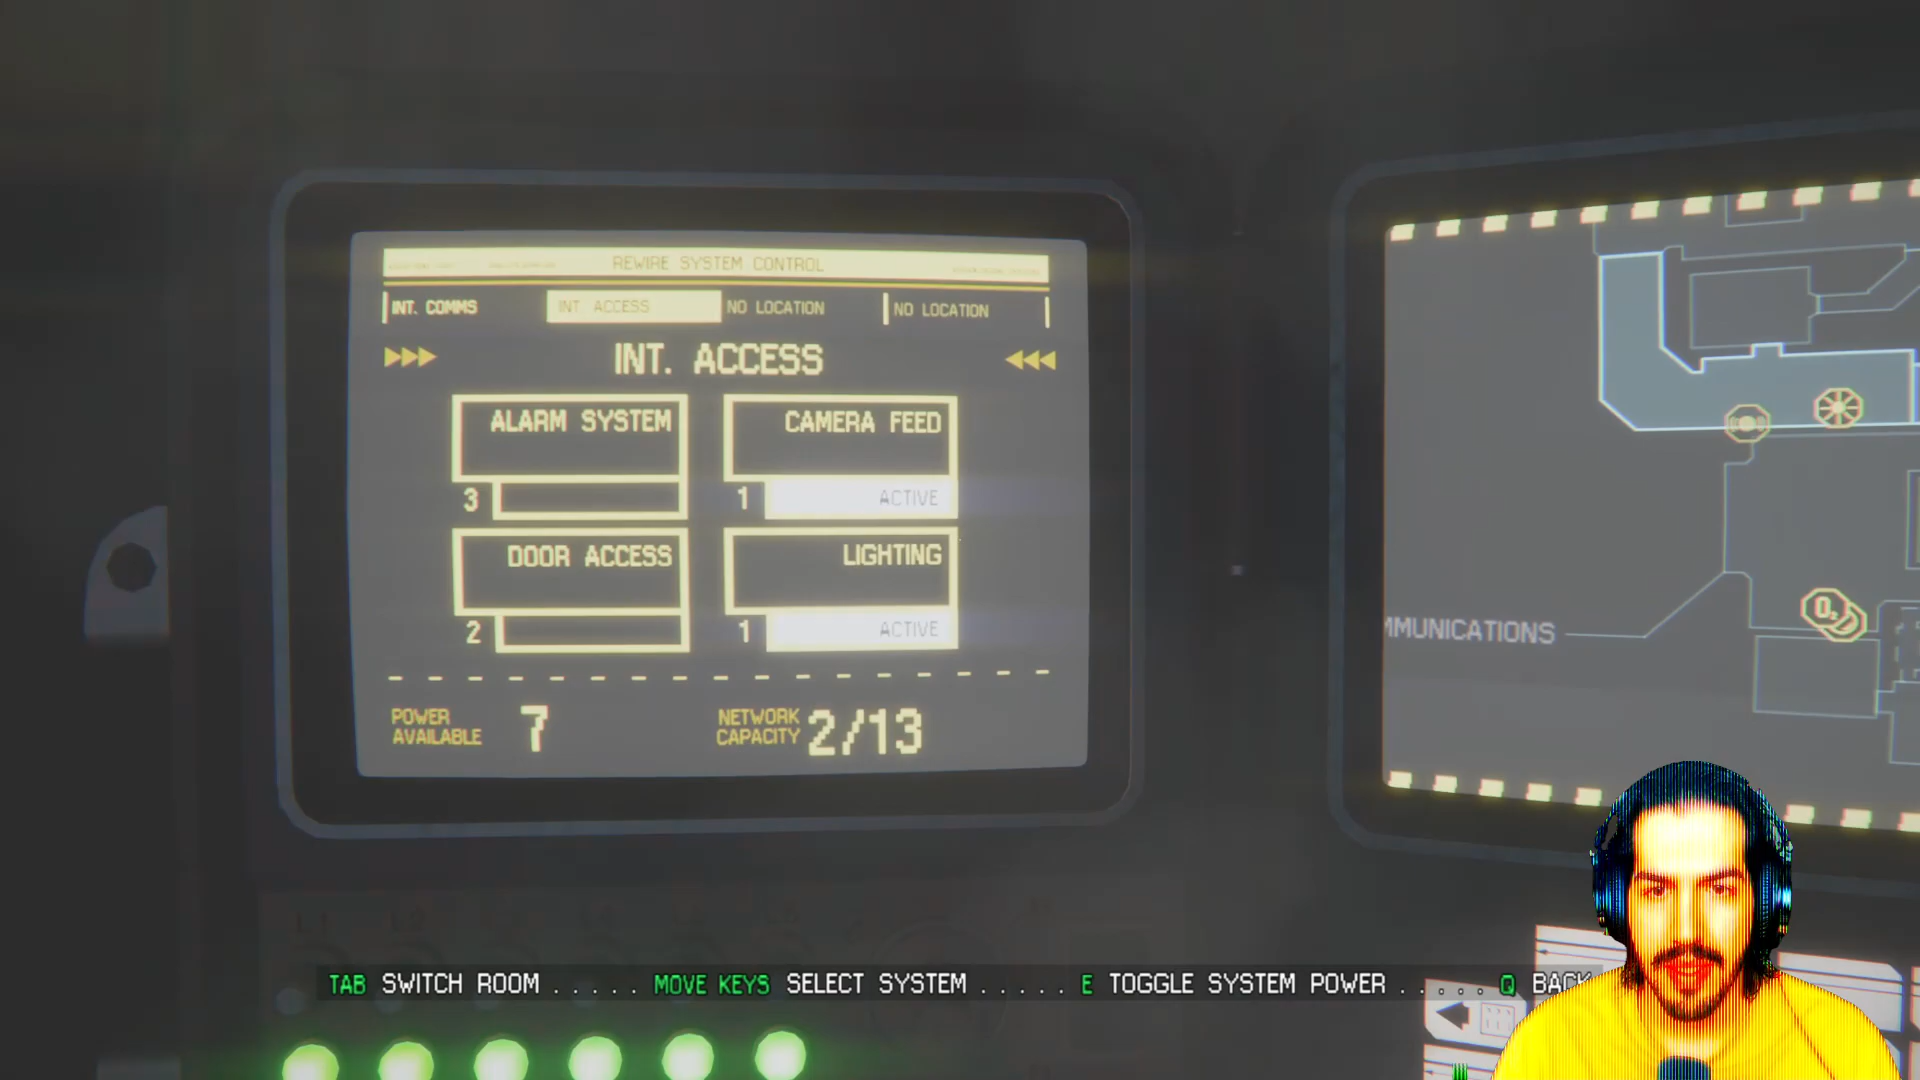 REWIRE SYSTEM CONTROL
INT. COMMS INT. ACCESS NO LOCATION NO LOCATION
INT. ACCESS
ALARM SYSTEM CAMERA FEED
3 1 ACTIVE
DOOR ACCESS LIGHTING
2 1 ACTIVE
POWER AVAILABLE 7 NETWORK CAPACITY 2/13
MMUNICATIONS
O2
TAB SWITCH ROOM ..... MOVE KEYS SELECT SYSTEM ..... E TOGGLE SYSTEM POWER ..... Q BACK